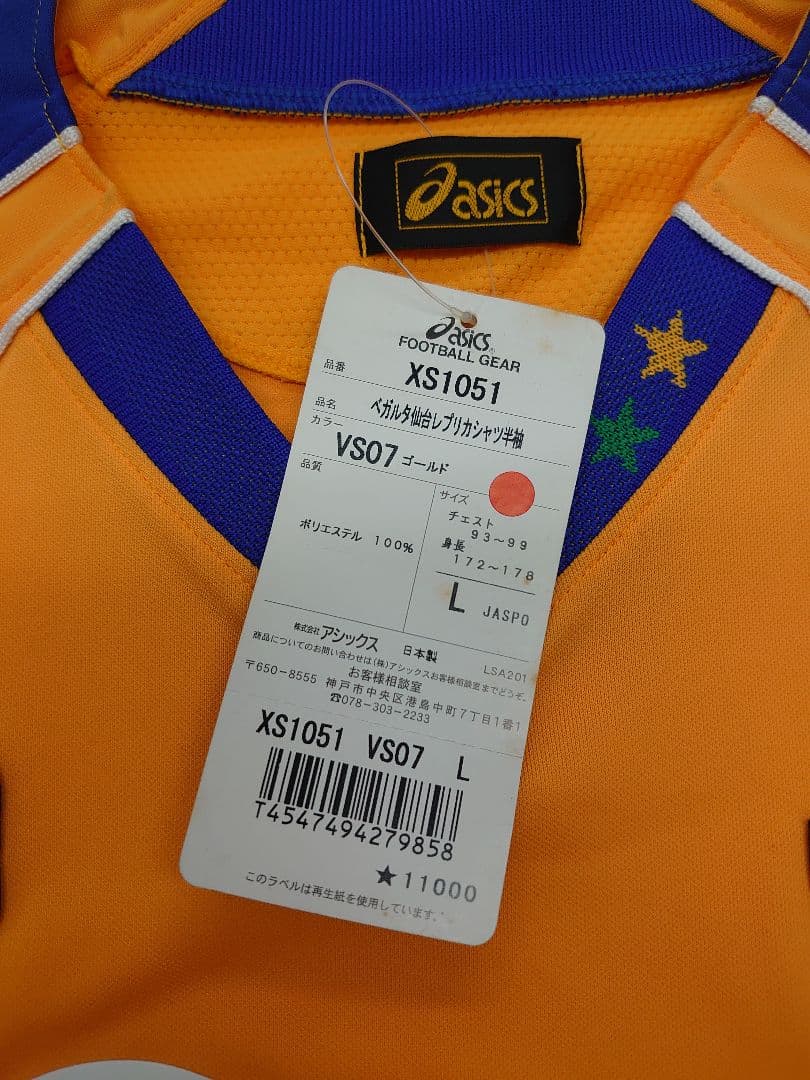 asics
asics
FOOTBALL GEAR
品番 XS1051
品名 ベガルタ仙台レプリカシャツ半袖
カラー VS07 ゴールド
品質
ポリエステル 100%
サイズ
チェスト
93～99
身長
172～178
L JASPO
株式会社アシックス 日本製 LSA201
商品についてのお問い合わせは(株)アシックスお客様相談室までどうぞ。
お客様相談室
〒650-8555 神戸市中央区港島中町7丁目1番1
☎078-303-2233
XS1051 VS07 L
T4547494279858
★11000
このラベルは再生紙を使用しています。